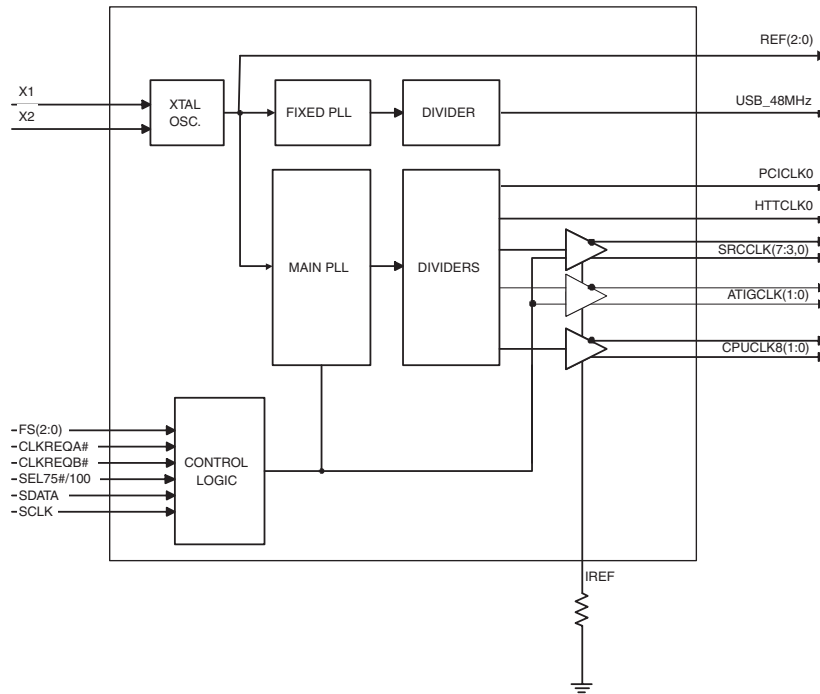 REF(2:0)
X1
XTAL
OSC.
FIXED PLL
DIVIDER
USB_48MHz
X2
PCICLK0
HTTCLK0
MAIN PLL
DIVIDERS
SRCCLK(7:3,0)
ATIGCLK(1:0)
CPUCLK8(1:0)
FS(2:0)
CLKREQA#
CLKREQB#
SEL75#/100
SDATA
SCLK
CONTROL
LOGIC
IREF